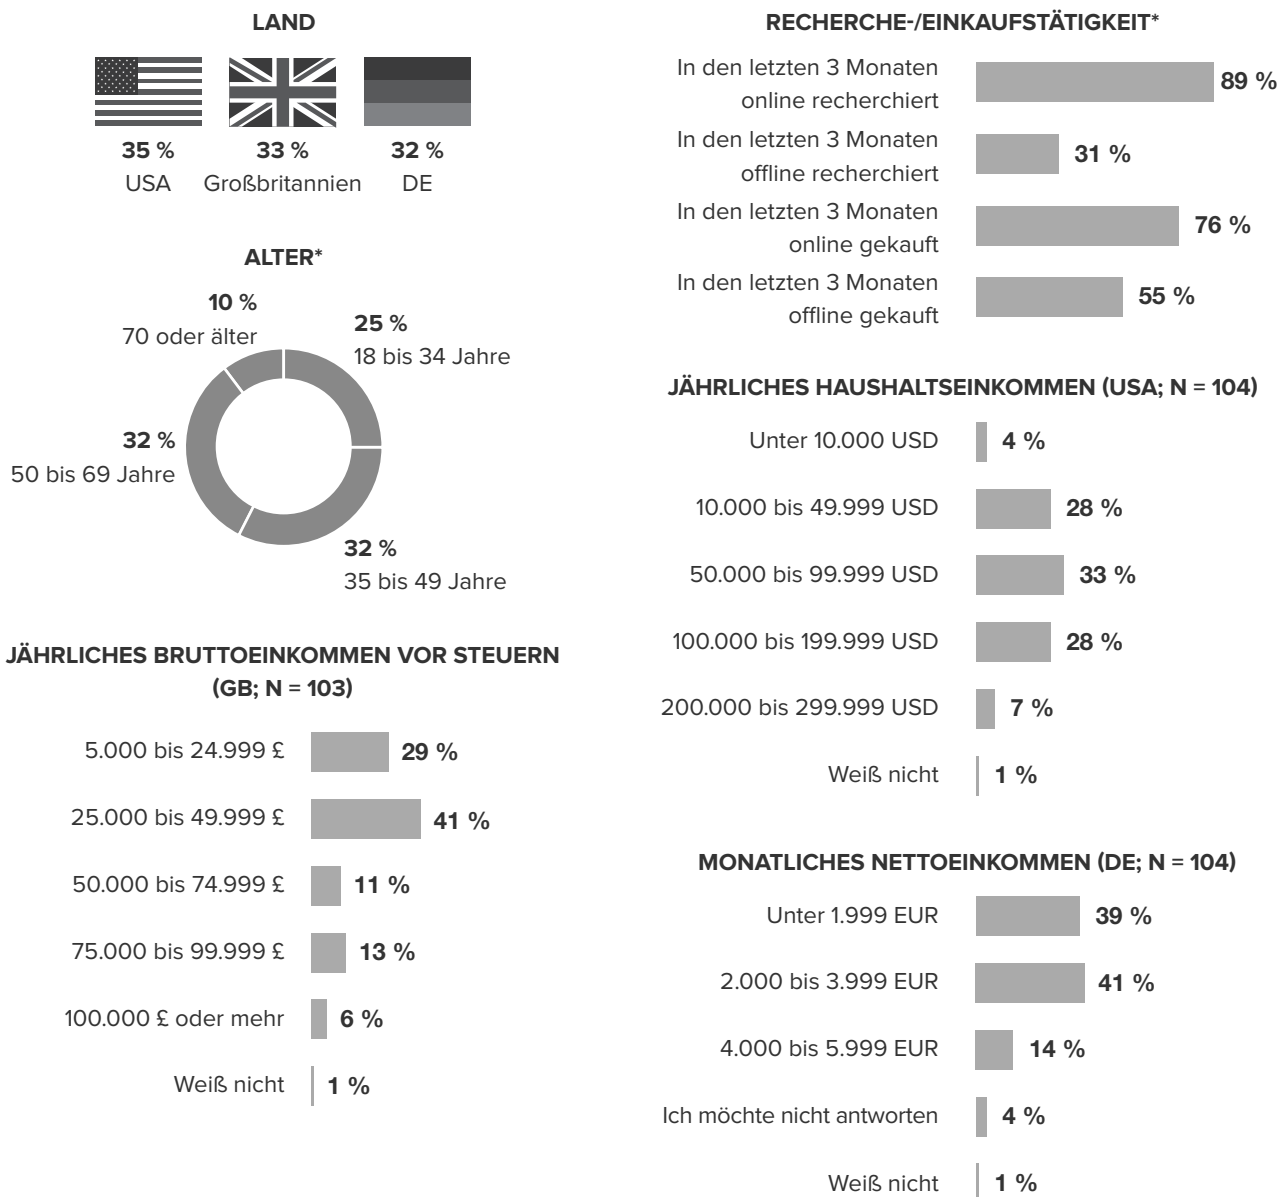 LAND
35 %
USA
33 %
Großbritannien
32 %
DE
ALTER*
10 %
70 oder älter
25 %
18 bis 34 Jahre
32 %
50 bis 69 Jahre
32 %
35 bis 49 Jahre
JÄHRLICHES BRUTTOEINKOMMEN VOR STEUERN
(GB; N = 103)
5.000 bis 24.999 £ 29 %
25.000 bis 49.999 £ 41 %
50.000 bis 74.999 £ 11 %
75.000 bis 99.999 £ 13 %
100.000 £ oder mehr 6 %
Weiß nicht 1 %
RECHERCHE-/EINKAUFSTÄTIGKEIT*
In den letzten 3 Monaten
online recherchiert
89 %
In den letzten 3 Monaten
offline recherchiert
31 %
In den letzten 3 Monaten
online gekauft
76 %
In den letzten 3 Monaten
offline gekauft
55 %
JÄHRLICHES HAUSHALTSEINKOMMEN (USA; N = 104)
Unter 10.000 USD 4 %
10.000 bis 49.999 USD 28 %
50.000 bis 99.999 USD 33 %
100.000 bis 199.999 USD 28 %
200.000 bis 299.999 USD 7 %
Weiß nicht 1 %
MONATLICHES NETTOEINKOMMEN (DE; N = 104)
Unter 1.999 EUR 39 %
2.000 bis 3.999 EUR 41 %
4.000 bis 5.999 EUR 14 %
Ich möchte nicht antworten 4 %
Weiß nicht 1 %